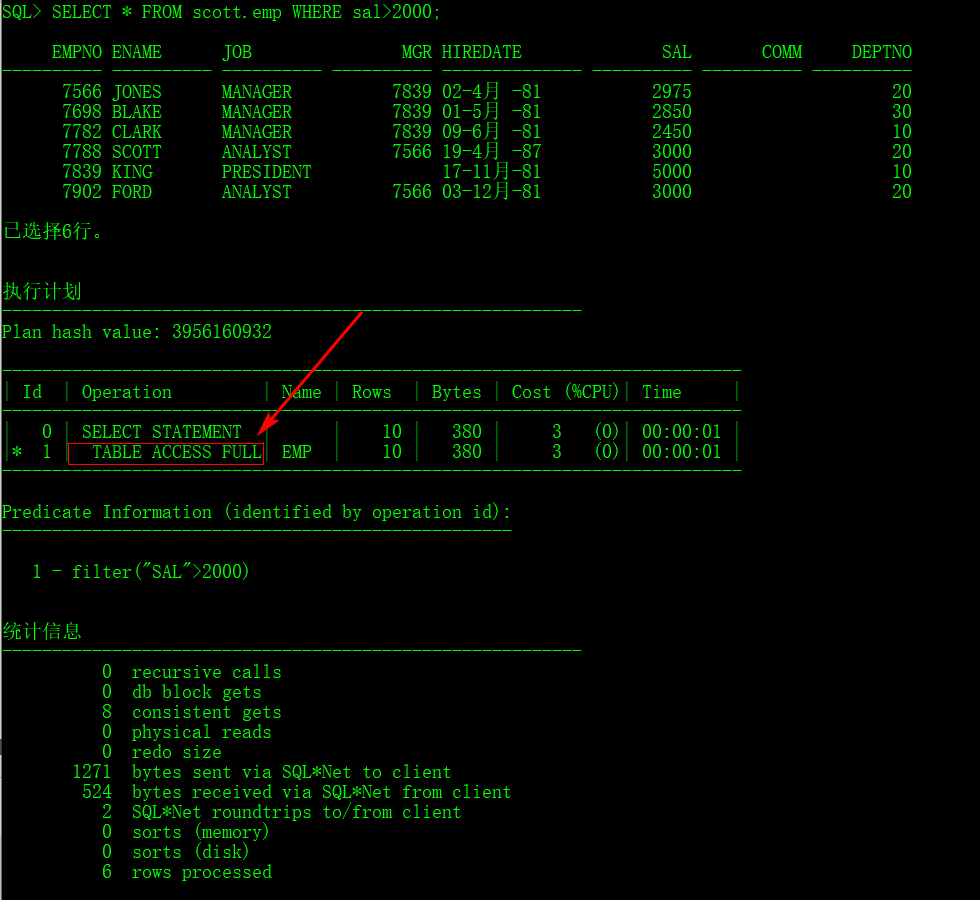 SQL> SELECT * FROM scott.emp WHERE sal>2000;
     EMPNO ENAME      JOB               MGR HIREDATE              SAL       COMM     DEPTNO
---------- ---------- ---------- ---------- -------------- ---------- ---------- ----------
      7566 JONES      MANAGER          7839 02-4月 -81           2975                    20
      7698 BLAKE      MANAGER          7839 01-5月 -81           2850                    30
      7782 CLARK      MANAGER          7839 09-6月 -81           2450                    10
      7788 SCOTT      ANALYST          7566 19-4月 -87           3000                    20
      7839 KING       PRESIDENT             17-11月-81           5000                    10
      7902 FORD       ANALYST          7566 03-12月-81           3000                    20
已选择6行。
执行计划
----------------------------------------------------------
Plan hash value: 3956160932
--------------------------------------------------------------------------
| Id  | Operation         | Name | Rows  | Bytes | Cost (%CPU)| Time     |
--------------------------------------------------------------------------
|   0 | SELECT STATEMENT  |      |    10 |   380 |     3   (0)| 00:00:01 |
|*  1 |  TABLE ACCESS FULL| EMP  |    10 |   380 |     3   (0)| 00:00:01 |
--------------------------------------------------------------------------
Predicate Information (identified by operation id):
---------------------------------------------------
   1 - filter("SAL">2000)
统计信息
----------------------------------------------------------
          0  recursive calls
          0  db block gets
          8  consistent gets
          0  physical reads
          0  redo size
       1271  bytes sent via SQL*Net to client
        524  bytes received via SQL*Net from client
          2  SQL*Net roundtrips to/from client
          0  sorts (memory)
          0  sorts (disk)
          6  rows processed